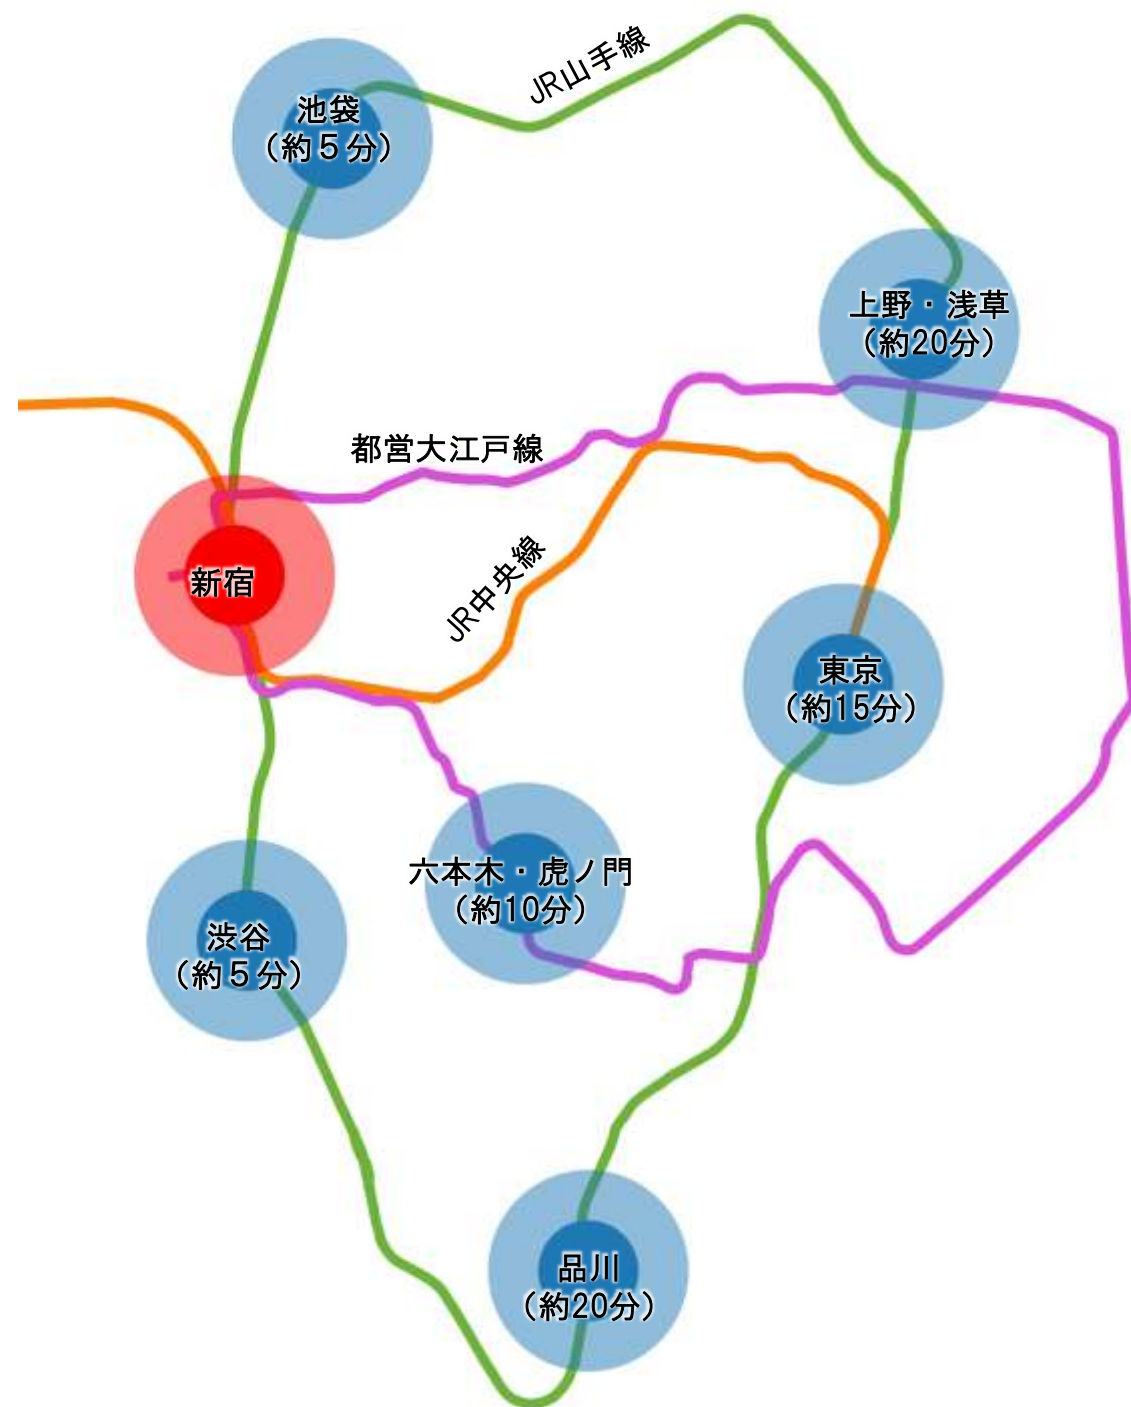 JR山手線
池袋
（約５分）
上野・浅草
（約20分）
都営大江戸線
JR中央線
新宿
東京
（約15分）
六本木・虎ノ門
（約10分）
渋谷
（約５分）
品川
（約20分）